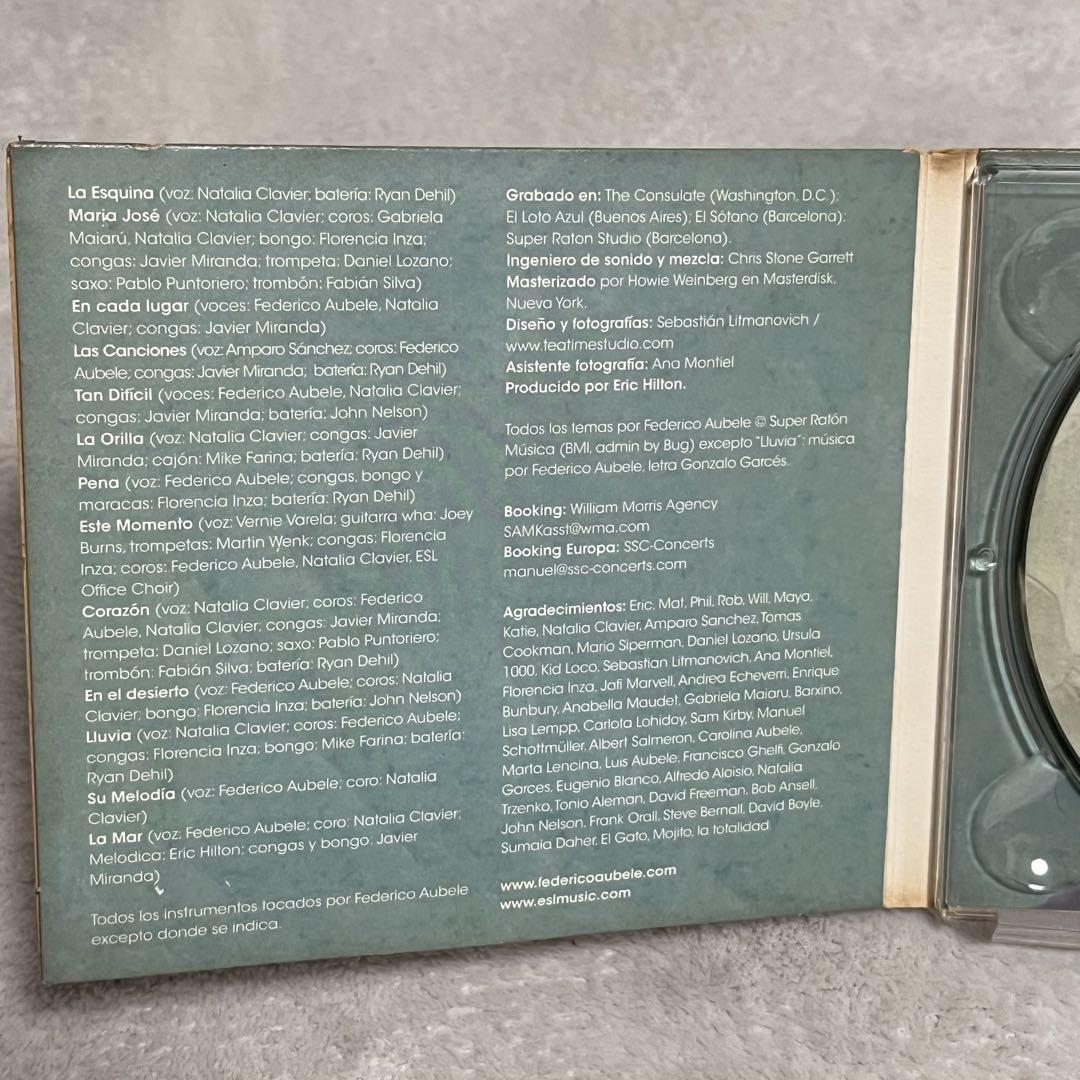 La Esquina (voz: Natalia Clavier; batería: Ryan Dehil)
Maria José (voz: Natalia Clavier; coros: Gabriela
Maiarú, Natalia Clavier; bongo: Florencia Inza;
congas: Javier Miranda; trompeta: Daniel Lozano;
saxo: Pablo Puntoriero; trombón: Fabián Silva)
En cada lugar (voces: Federico Aubele, Natalia
Clavier; congas: Javier Miranda)
Las Canciones (voz: Amparo Sánchez; coros: Federico
Aubele; congas: Javier Miranda; batería: Ryan Dehil)
Tan Difícil (voces: Federico Aubele, Natalia Clavier;
congas: Javier Miranda; batería: John Nelson)
La Orilla (voz: Natalia Clavier; congas: Javier
Miranda; cajón: Mike Farina; batería: Ryan Dehil)
Pena (voz: Federico Aubele; congas, bongo y
maracas: Florencia Inza; batería: Ryan Dehil)
Este Momento (voz: Vernie Varela; guitarra wha: Joey
Burns, trompetas: Martin Wenk; congas: Florencia
Inza; coros: Federico Aubele, Natalia Clavier, ESL
Office Choir)
Corazón (voz: Natalia Clavier; coros: Federico
Aubele, Natalia Clavier; congas: Javier Miranda;
trompeta: Daniel Lozano; saxo: Pablo Puntoriero;
trombón: Fabián Silva; batería: Ryan Dehil)
En el desierto (voz: Federico Aubele; coros: Natalia
Clavier; bongo: Florencia Inza; batería: John Nelson)
Lluvia (voz: Natalia Clavier; coros: Federico Aubele;
congas: Florencia Inza; bongo: Mike Farina; batería:
Ryan Dehil)
Su Melodía (voz: Federico Aubele; coro: Natalia
Clavier)
La Mar (voz: Federico Aubele; coro: Natalia Clavier;
Melodica: Eric Hilton; congas y bongo: Javier
Miranda)
Todos los instrumentos tocados por Federico Aubele
excepto donde se indica.
Grabado en: The Consulate (Washington, D.C.);
El Loto Azul (Buenos Aires); El Sótano (Barcelona);
Super Raton Studio (Barcelona).
Ingeniero de sonido y mezcla: Chris Stone Garrett
Masterizado por Howie Weinberg en Masterdisk,
Nueva York.
Diseño y fotografías: Sebastián Litmanovich /
www.teatimestudio.com
Asistente fotografía: Ana Montiel
Producido por Eric Hilton.
Todos los temas por Federico Aubele © Super Ratón
Música (BMI, admin by Bug) excepto "Lluvia": música
por Federico Aubele, letra Gonzalo Garcés.
Booking: William Morris Agency
SAMKasst@wma.com
Booking Europa: SSC-Concerts
manuel@ssc-concerts.com
Agradecimientos: Eric, Mat, Phil, Rob, Will, Maya,
Katie, Natalia Clavier, Amparo Sanchez, Tomas
Cookman, Mario Siperman, Daniel Lozano, Ursula
1000, Kid Loco, Sebastian Litmanovich, Ana Montiel,
Florencia Inza, Jafi Marvell, Andrea Echeverri, Enrique
Bunbury, Anabella Maudet, Gabriela Maiaru, Barxino,
Lisa Lempp, Carlota Lohidoy, Sam Kirby, Manuel
Schottmüller, Albert Salmeron, Carolina Aubele,
Marta Lencina, Luis Aubele, Francisco Ghelfi, Gonzalo
Garces, Eugenio Blanco, Alfredo Aloisio, Natalia
Trzenko, Tonio Aleman, David Freeman, Bob Ansell,
John Nelson, Frank Orall, Steve Bernall, David Boyle,
Sumaia Daher, El Gato, Mojito, la totalidad
www.federicoaubele.com
www.eslmusic.com